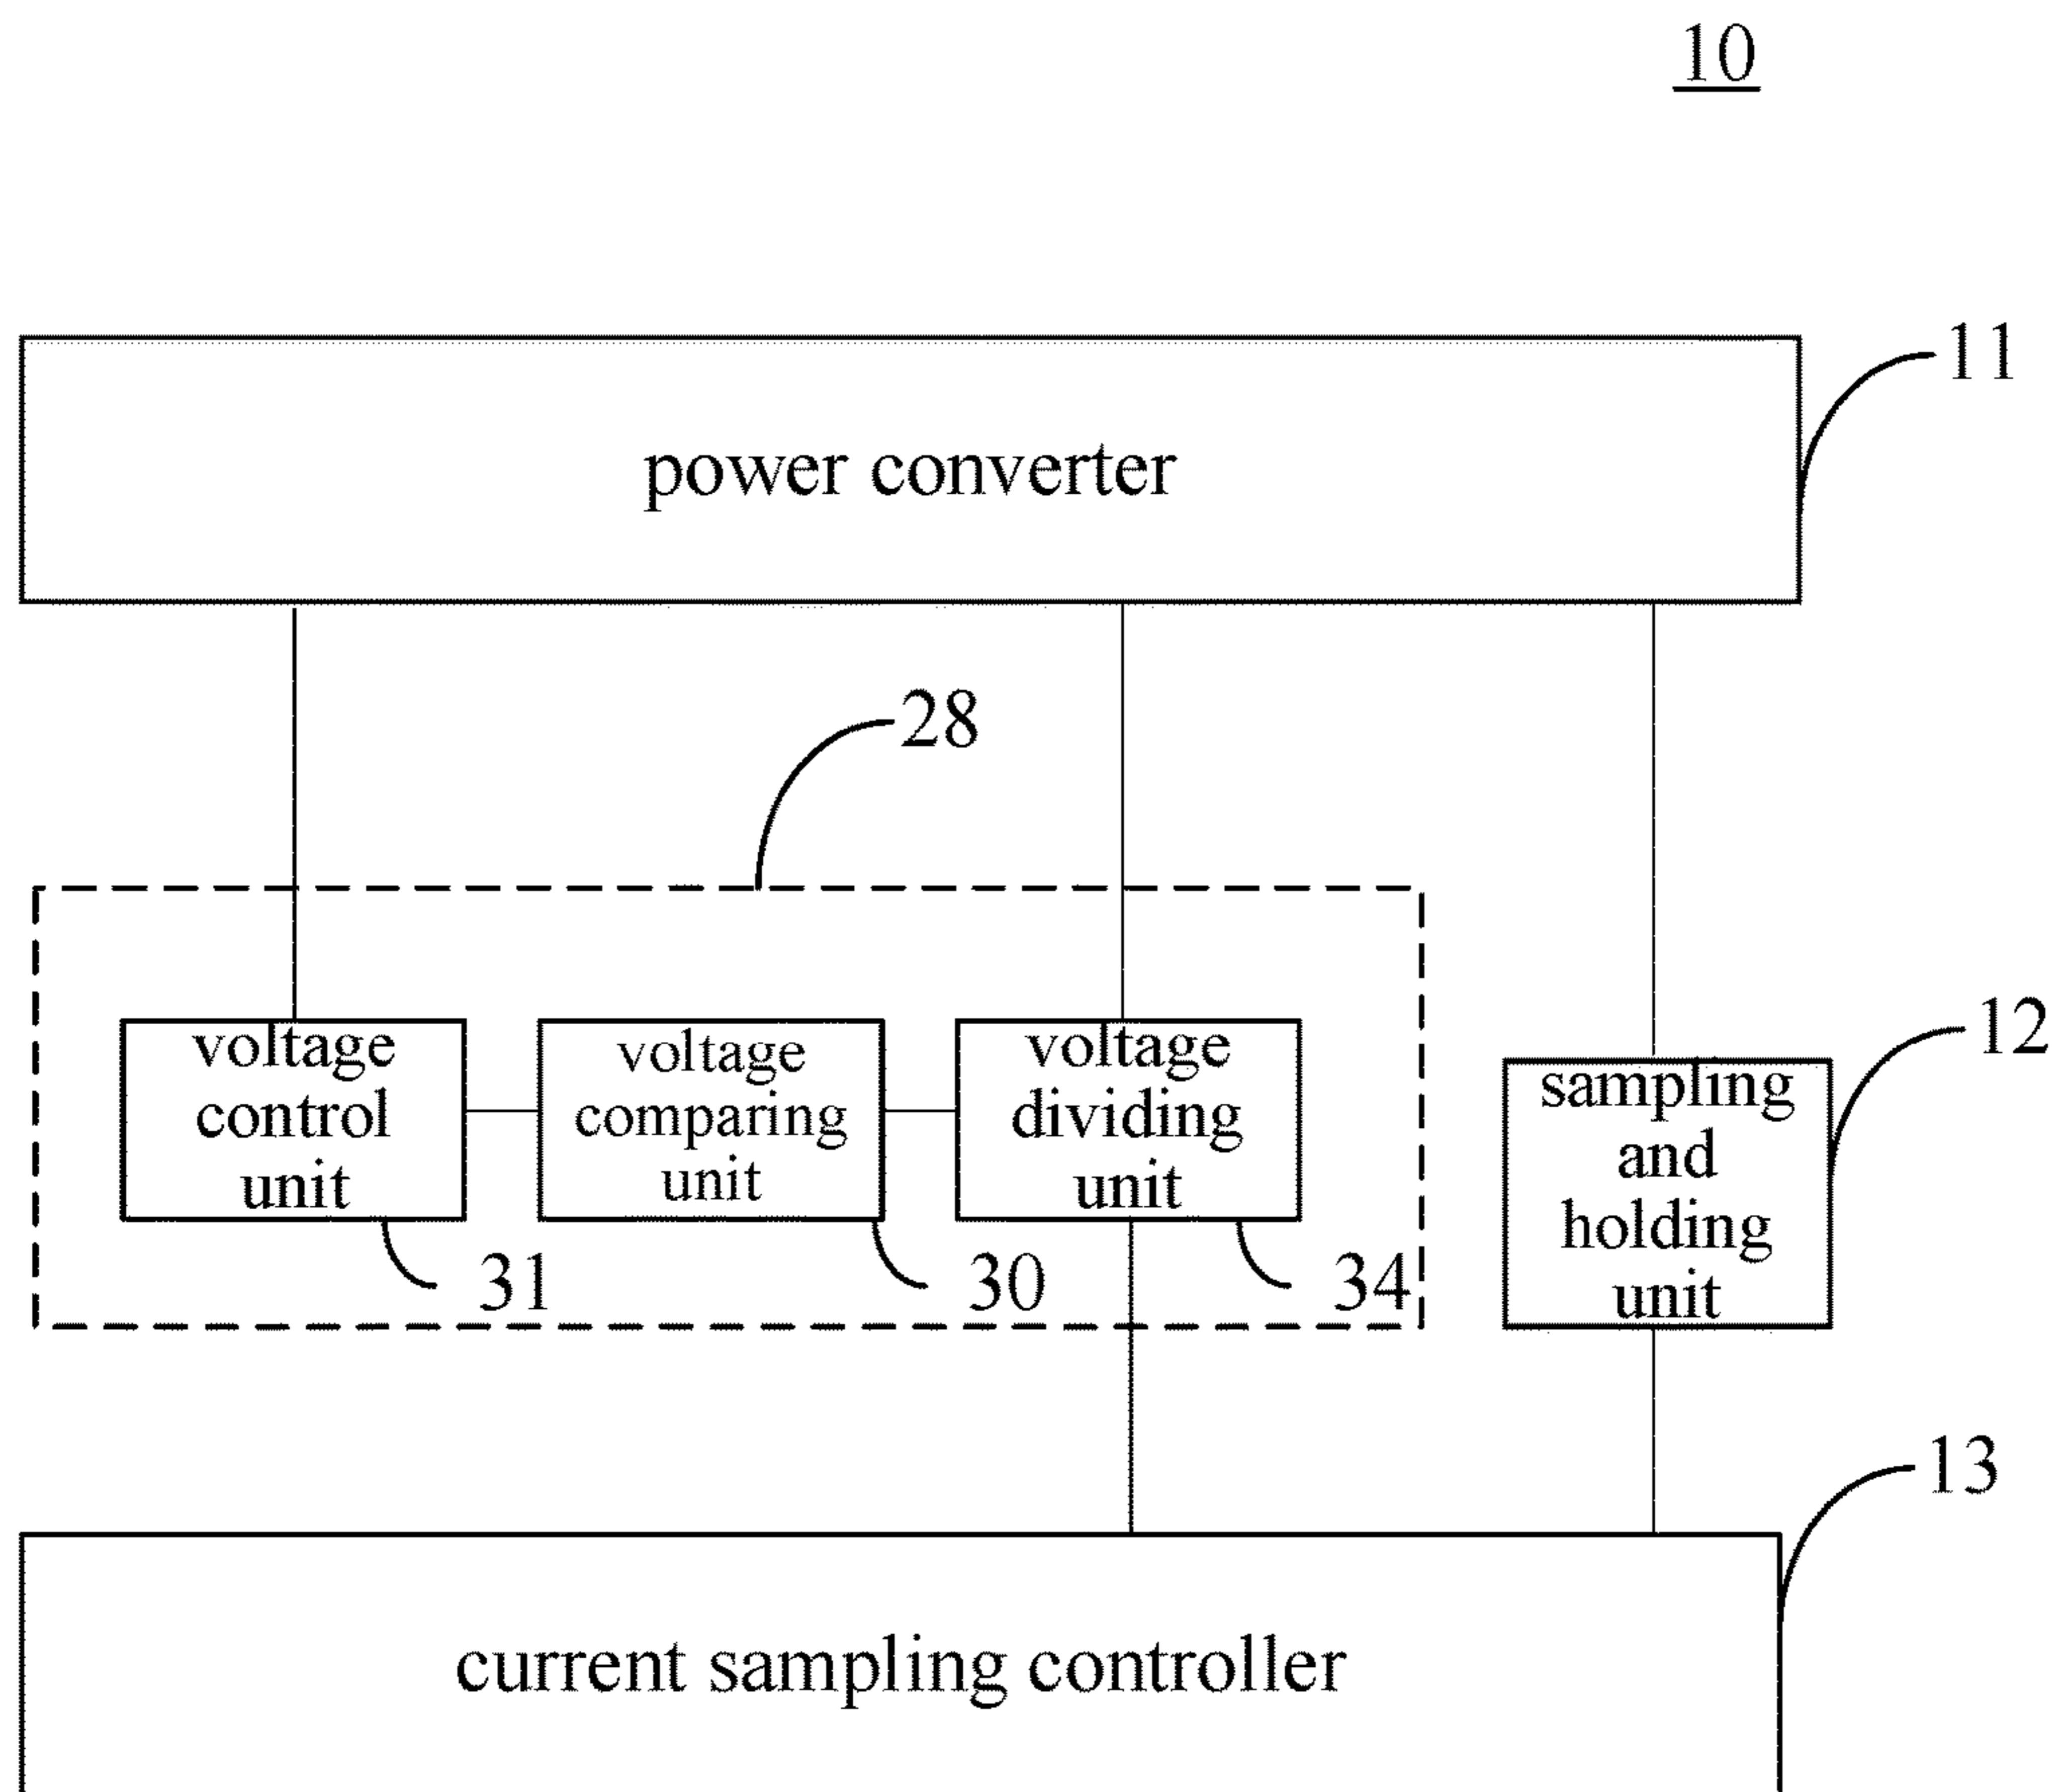 10
power converter
11
28
voltage
control
unit
31
voltage
comparing
unit
30
voltage
dividing
unit
34
sampling
and
holding
unit
12
current sampling controller
13